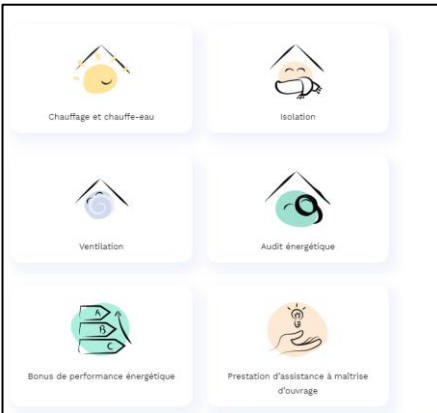 Chauffage et chauffe-eau
Isolation
Ventilation
Audit énergétique
A
B
C
Bonus de performance énergétique
Prestation d'assistance à maîtrise
d'ouvrage